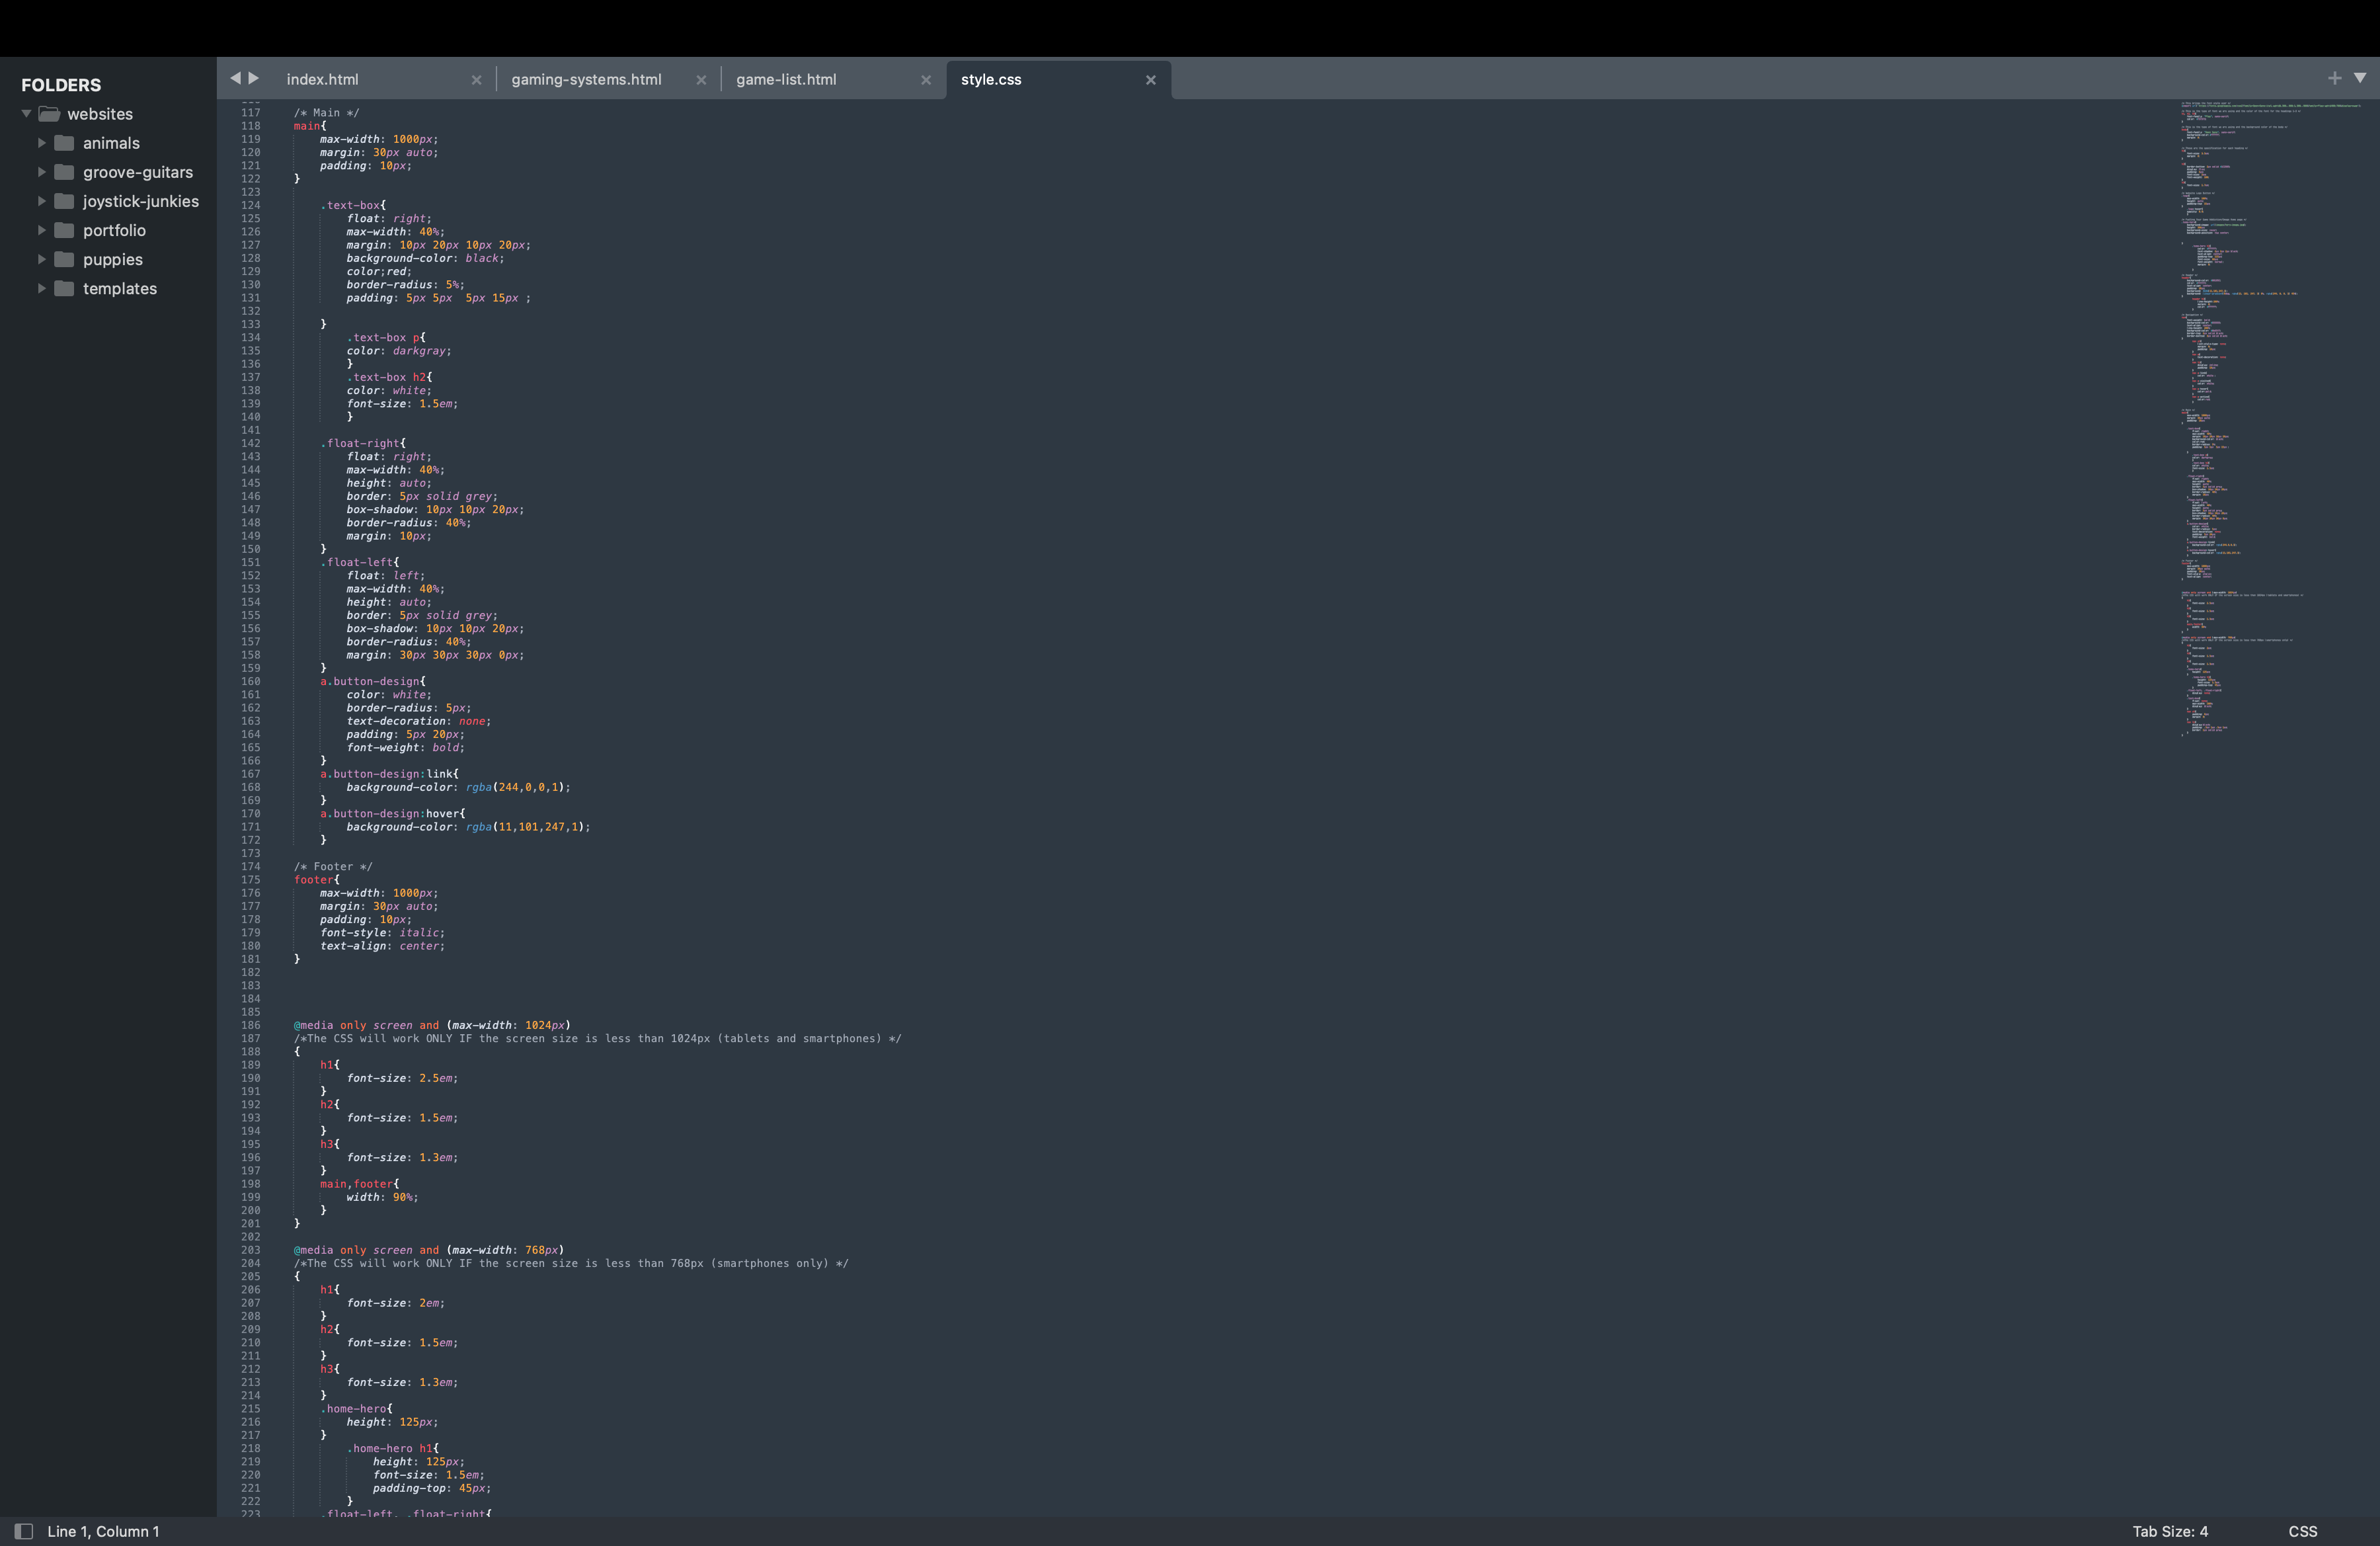 FOLDERS
websites
animals
groove-guitars
joystick-junkies
portfolio
puppies
templates
index.html
gaming-systems.html
game-list.html
style.css
117 /* Main */
118 main{
119 max-width: 1000px;
120 margin: 30px auto;
121 padding: 10px;
122 }
123
124 .text-box{
125 float: right;
126 max-width: 40%;
127 margin: 10px 20px 10px 20px;
128 background-color: black;
129 color;red;
130 border-radius: 5%;
131 padding: 5px 5px  5px 15px ;
132
133 }
134 .text-box p{
135 color: darkgray;
136 }
137 .text-box h2{
138 color: white;
139 font-size: 1.5em;
140 }
141
142 .float-right{
143 float: right;
144 max-width: 40%;
145 height: auto;
146 border: 5px solid grey;
147 box-shadow: 10px 10px 20px;
148 border-radius: 40%;
149 margin: 10px;
150 }
151 .float-left{
152 float: left;
153 max-width: 40%;
154 height: auto;
155 border: 5px solid grey;
156 box-shadow: 10px 10px 20px;
157 border-radius: 40%;
158 margin: 30px 30px 30px 0px;
159 }
160 a.button-design{
161 color: white;
162 border-radius: 5px;
163 text-decoration: none;
164 padding: 5px 20px;
165 font-weight: bold;
166 }
167 a.button-design:link{
168 background-color: rgba(244,0,0,1);
169 }
170 a.button-design:hover{
171 background-color: rgba(11,101,247,1);
172 }
173
174 /* Footer */
175 footer{
176 max-width: 1000px;
177 margin: 30px auto;
178 padding: 10px;
179 font-style: italic;
180 text-align: center;
181 }
182
183
184
185
186 @media only screen and (max-width: 1024px)
187 /*The CSS will work ONLY IF the screen size is less than 1024px (tablets and smartphones) */
188 {
189 h1{
190 font-size: 2.5em;
191 }
192 h2{
193 font-size: 1.5em;
194 }
195 h3{
196 font-size: 1.3em;
197 }
198 main,footer{
199 width: 90%;
200 }
201 }
202
203 @media only screen and (max-width: 768px)
204 /*The CSS will work ONLY IF the screen size is less than 768px (smartphones only) */
205 {
206 h1{
207 font-size: 2em;
208 }
209 h2{
210 font-size: 1.5em;
211 }
212 h3{
213 font-size: 1.3em;
214 }
215 .home-hero{
216 height: 125px;
217 }
218 .home-hero h1{
219 height: 125px;
220 font-size: 1.5em;
221 padding-top: 45px;
222 }
223 .float-left, .float-right{
Line 1, Column 1
Tab Size: 4
CSS